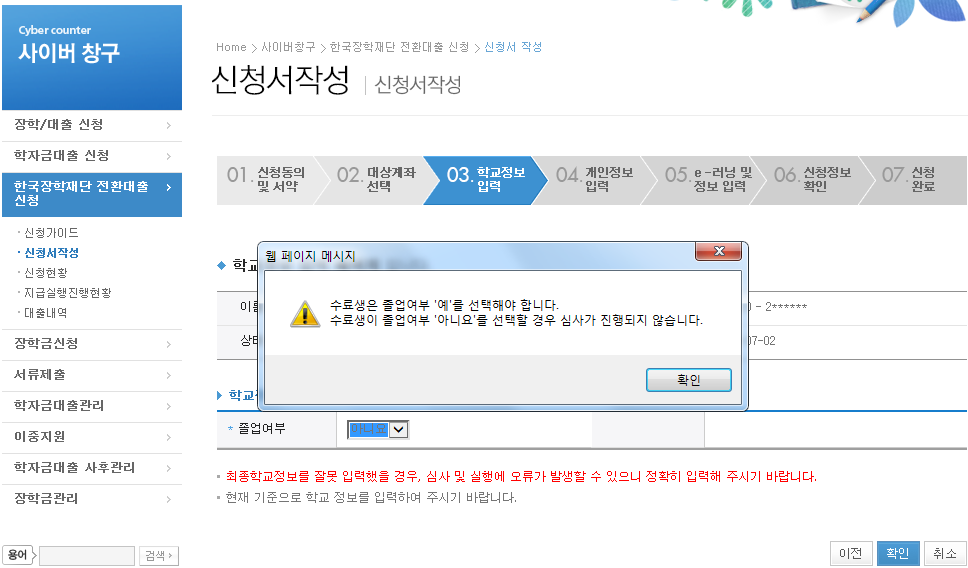 Cyber counter
사이버 창구
장학/대출 신청
학자금대출 신청
한국장학재단 전환대출
신청
· 신청가이드
· 신청서작성
· 신청현황
· 지급실행진행현황
· 대출내역
장학금신청
서류제출
학자금대출관리
이중지원
학자금대출 사후관리
장학금관리
용어
검색
Home > 사이버창구 > 한국장학재단 전환대출 신청 > 신청서 작성
신청서작성 | 신청서작성
01. 신청동의 및 서약
02. 대상계좌 선택
03. 학교정보 입력
04. 개인정보 입력
05. e-러닝 및 정보 입력
06. 신청정보 확인
07. 신청 완료
웹 페이지 메시지
수료생은 졸업여부 '예'를 선택해야 합니다.
수료생이 졸업여부 '아니요'를 선택할 경우 심사가 진행되지 않습니다.
확인
- 2******
07-02
* 졸업여부
아니요
최종학교정보를 잘못 입력했을 경우, 심사 및 실행에 오류가 발생할 수 있으니 정확히 입력해 주시기 바랍니다.
현재 기준으로 학교 정보를 입력하여 주시기 바랍니다.
이전
확인
취소